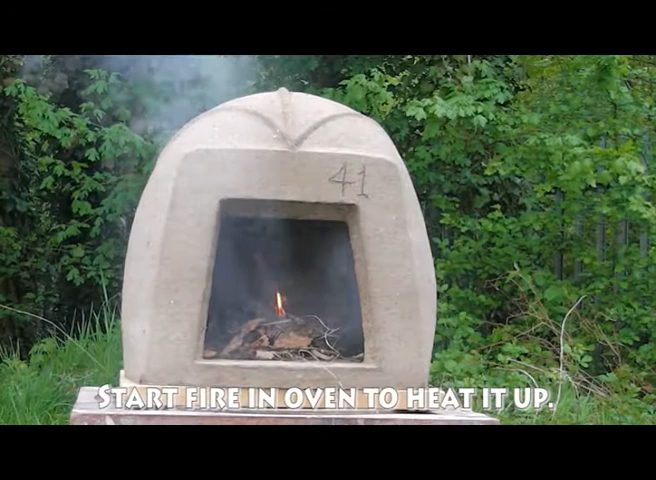 41
START FIRE IN OVEN TO HEAT IT UP.